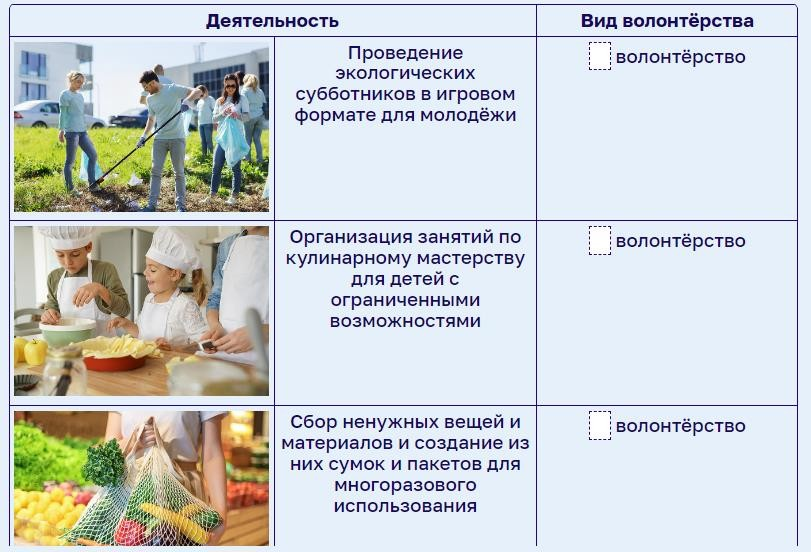 Деятельность
Вид волонтёрства
Проведение
экологических
субботников в игровом
формате для молодёжи
волонтёрство
Организация занятий по
кулинарному мастерству
для детей с
ограниченными
возможностями
волонтёрство
Сбор ненужных вещей и
материалов и создание из
них сумок и пакетов для
многоразового
использования
волонтёрство